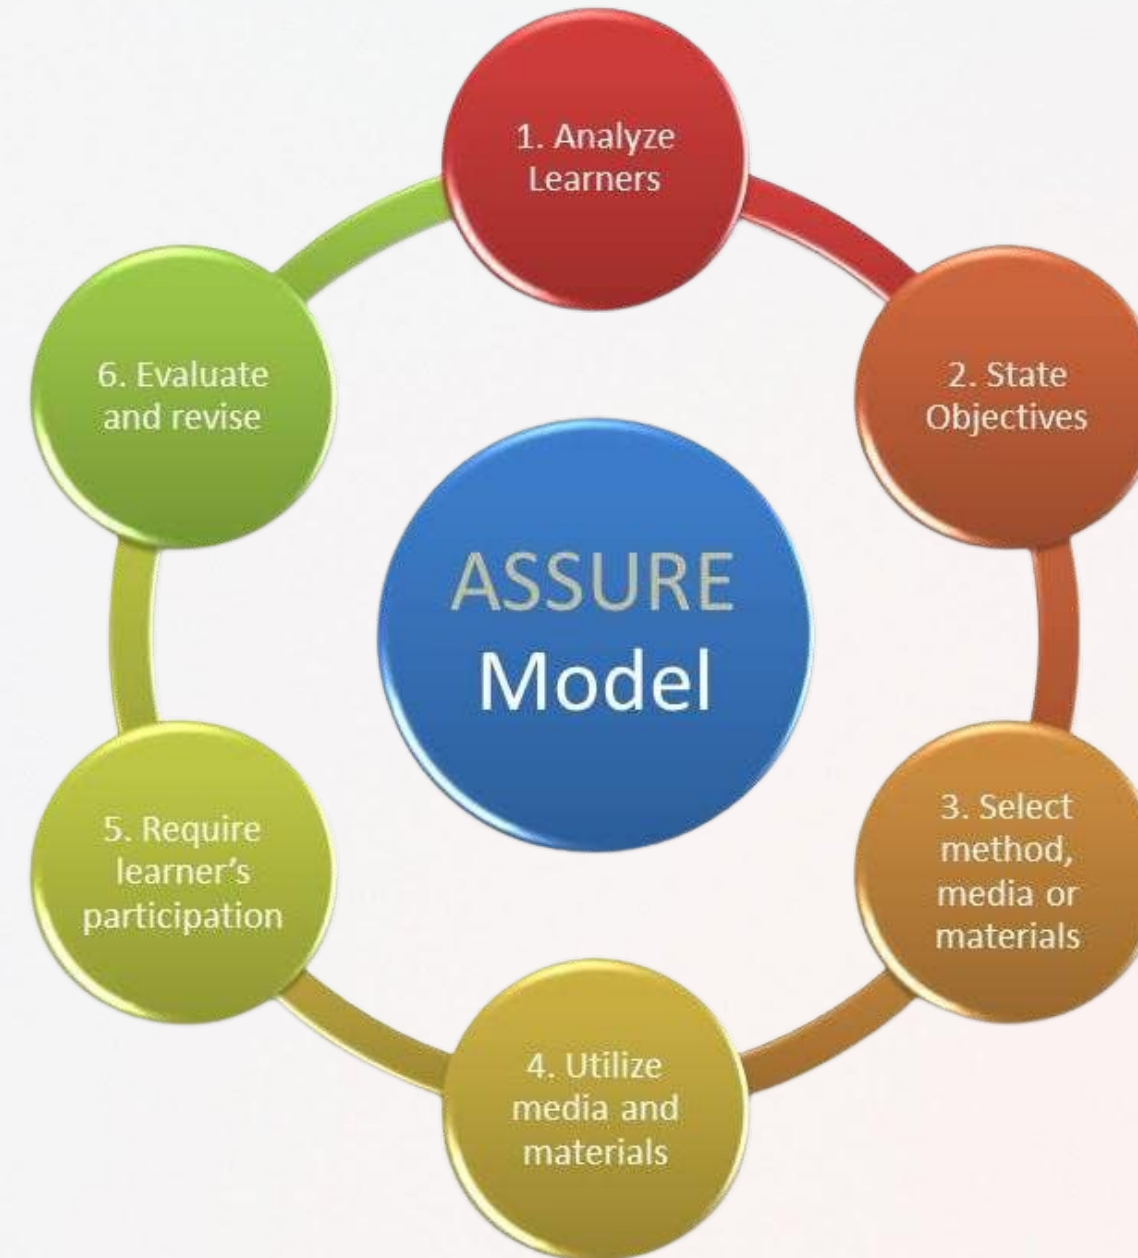 1. Analyze
Learners
2. State
Objectives
3. Select
method,
media or
materials
4. Utilize
media and
materials
5. Require
learner's
participation
6. Evaluate
and revise
ASSURE
Model